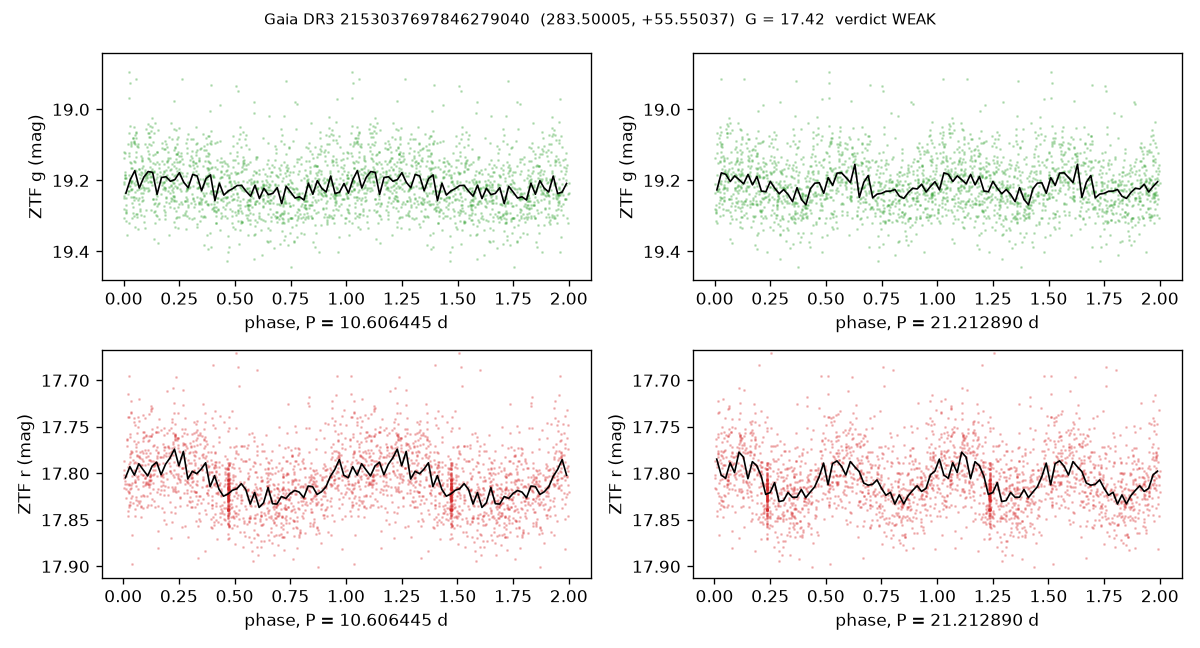 Gaia DR3 2153037697846279040  (283.50005, +55.55037)  G = 17.42  verdict WEAK
ZTF g (mag)
19.0
19.2
19.4
0.00 0.25 0.50 0.75 1.00 1.25 1.50 1.75 2.00
phase, P = 10.606445 d
ZTF g (mag)
19.0
19.2
19.4
0.00 0.25 0.50 0.75 1.00 1.25 1.50 1.75 2.00
phase, P = 21.212890 d
ZTF r (mag)
17.70
17.75
17.80
17.85
17.90
0.00 0.25 0.50 0.75 1.00 1.25 1.50 1.75 2.00
phase, P = 10.606445 d
ZTF r (mag)
17.70
17.75
17.80
17.85
17.90
0.00 0.25 0.50 0.75 1.00 1.25 1.50 1.75 2.00
phase, P = 21.212890 d